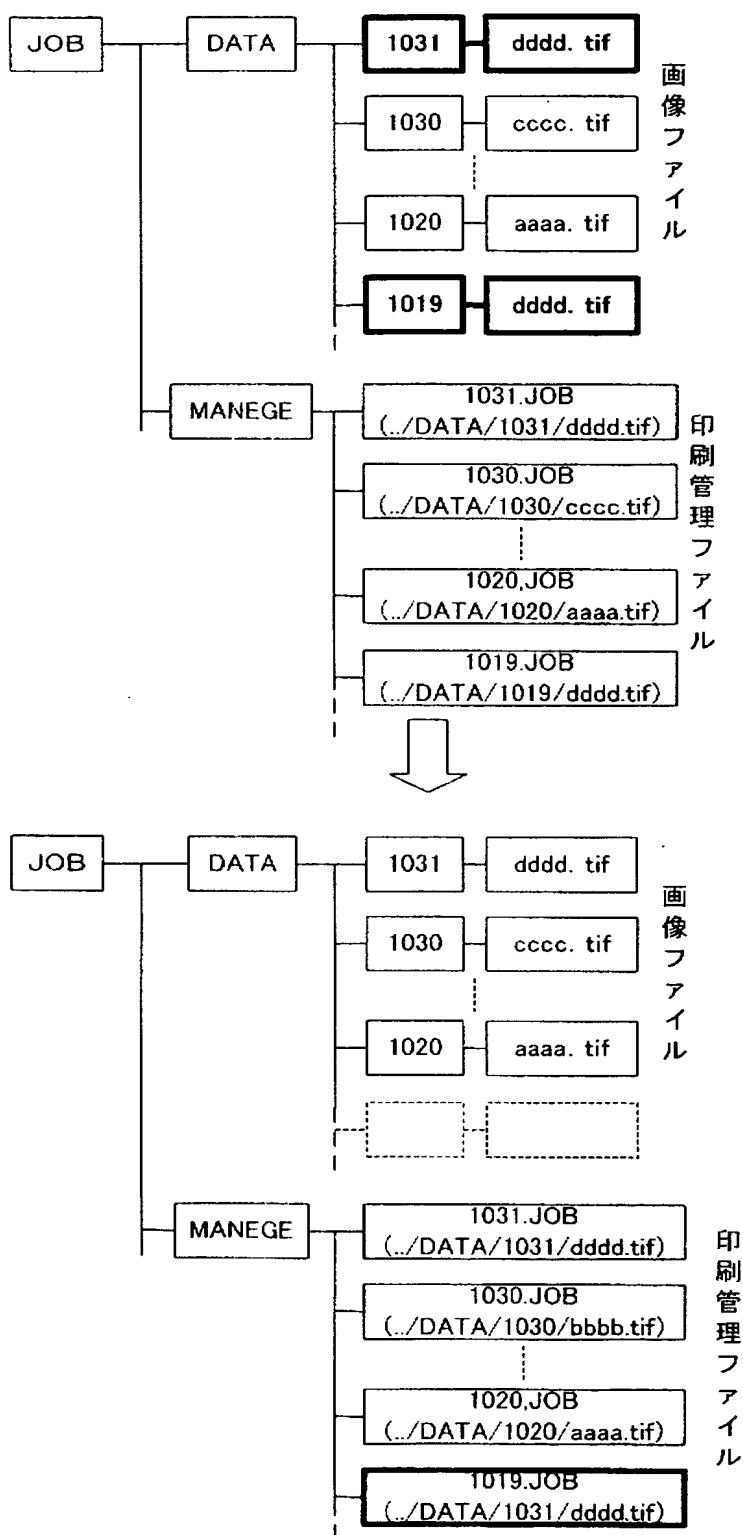 JOB
DATA
1031
dddd. tif
1030
cccc. tif
1020
aaaa. tif
1019
dddd. tif
画像ファイル
MANEGE
1031.JOB
(../DATA/1031/dddd.tif)
1030.JOB
(../DATA/1030/cccc.tif)
1020,JOB
(../DATA/1020/aaaa.tif)
1019.JOB
(../DATA/1019/dddd.tif)
印刷管理ファイル
JOB
DATA
1031
dddd. tif
1030
cccc. tif
1020
aaaa. tif
画像ファイル
MANEGE
1031.JOB
(../DATA/1031/dddd.tif)
1030.JOB
(../DATA/1030/bbbb.tif)
1020,JOB
(../DATA/1020/aaaa.tif)
1019.JOB
(../DATA/1031/dddd.tif)
印刷管理ファイル